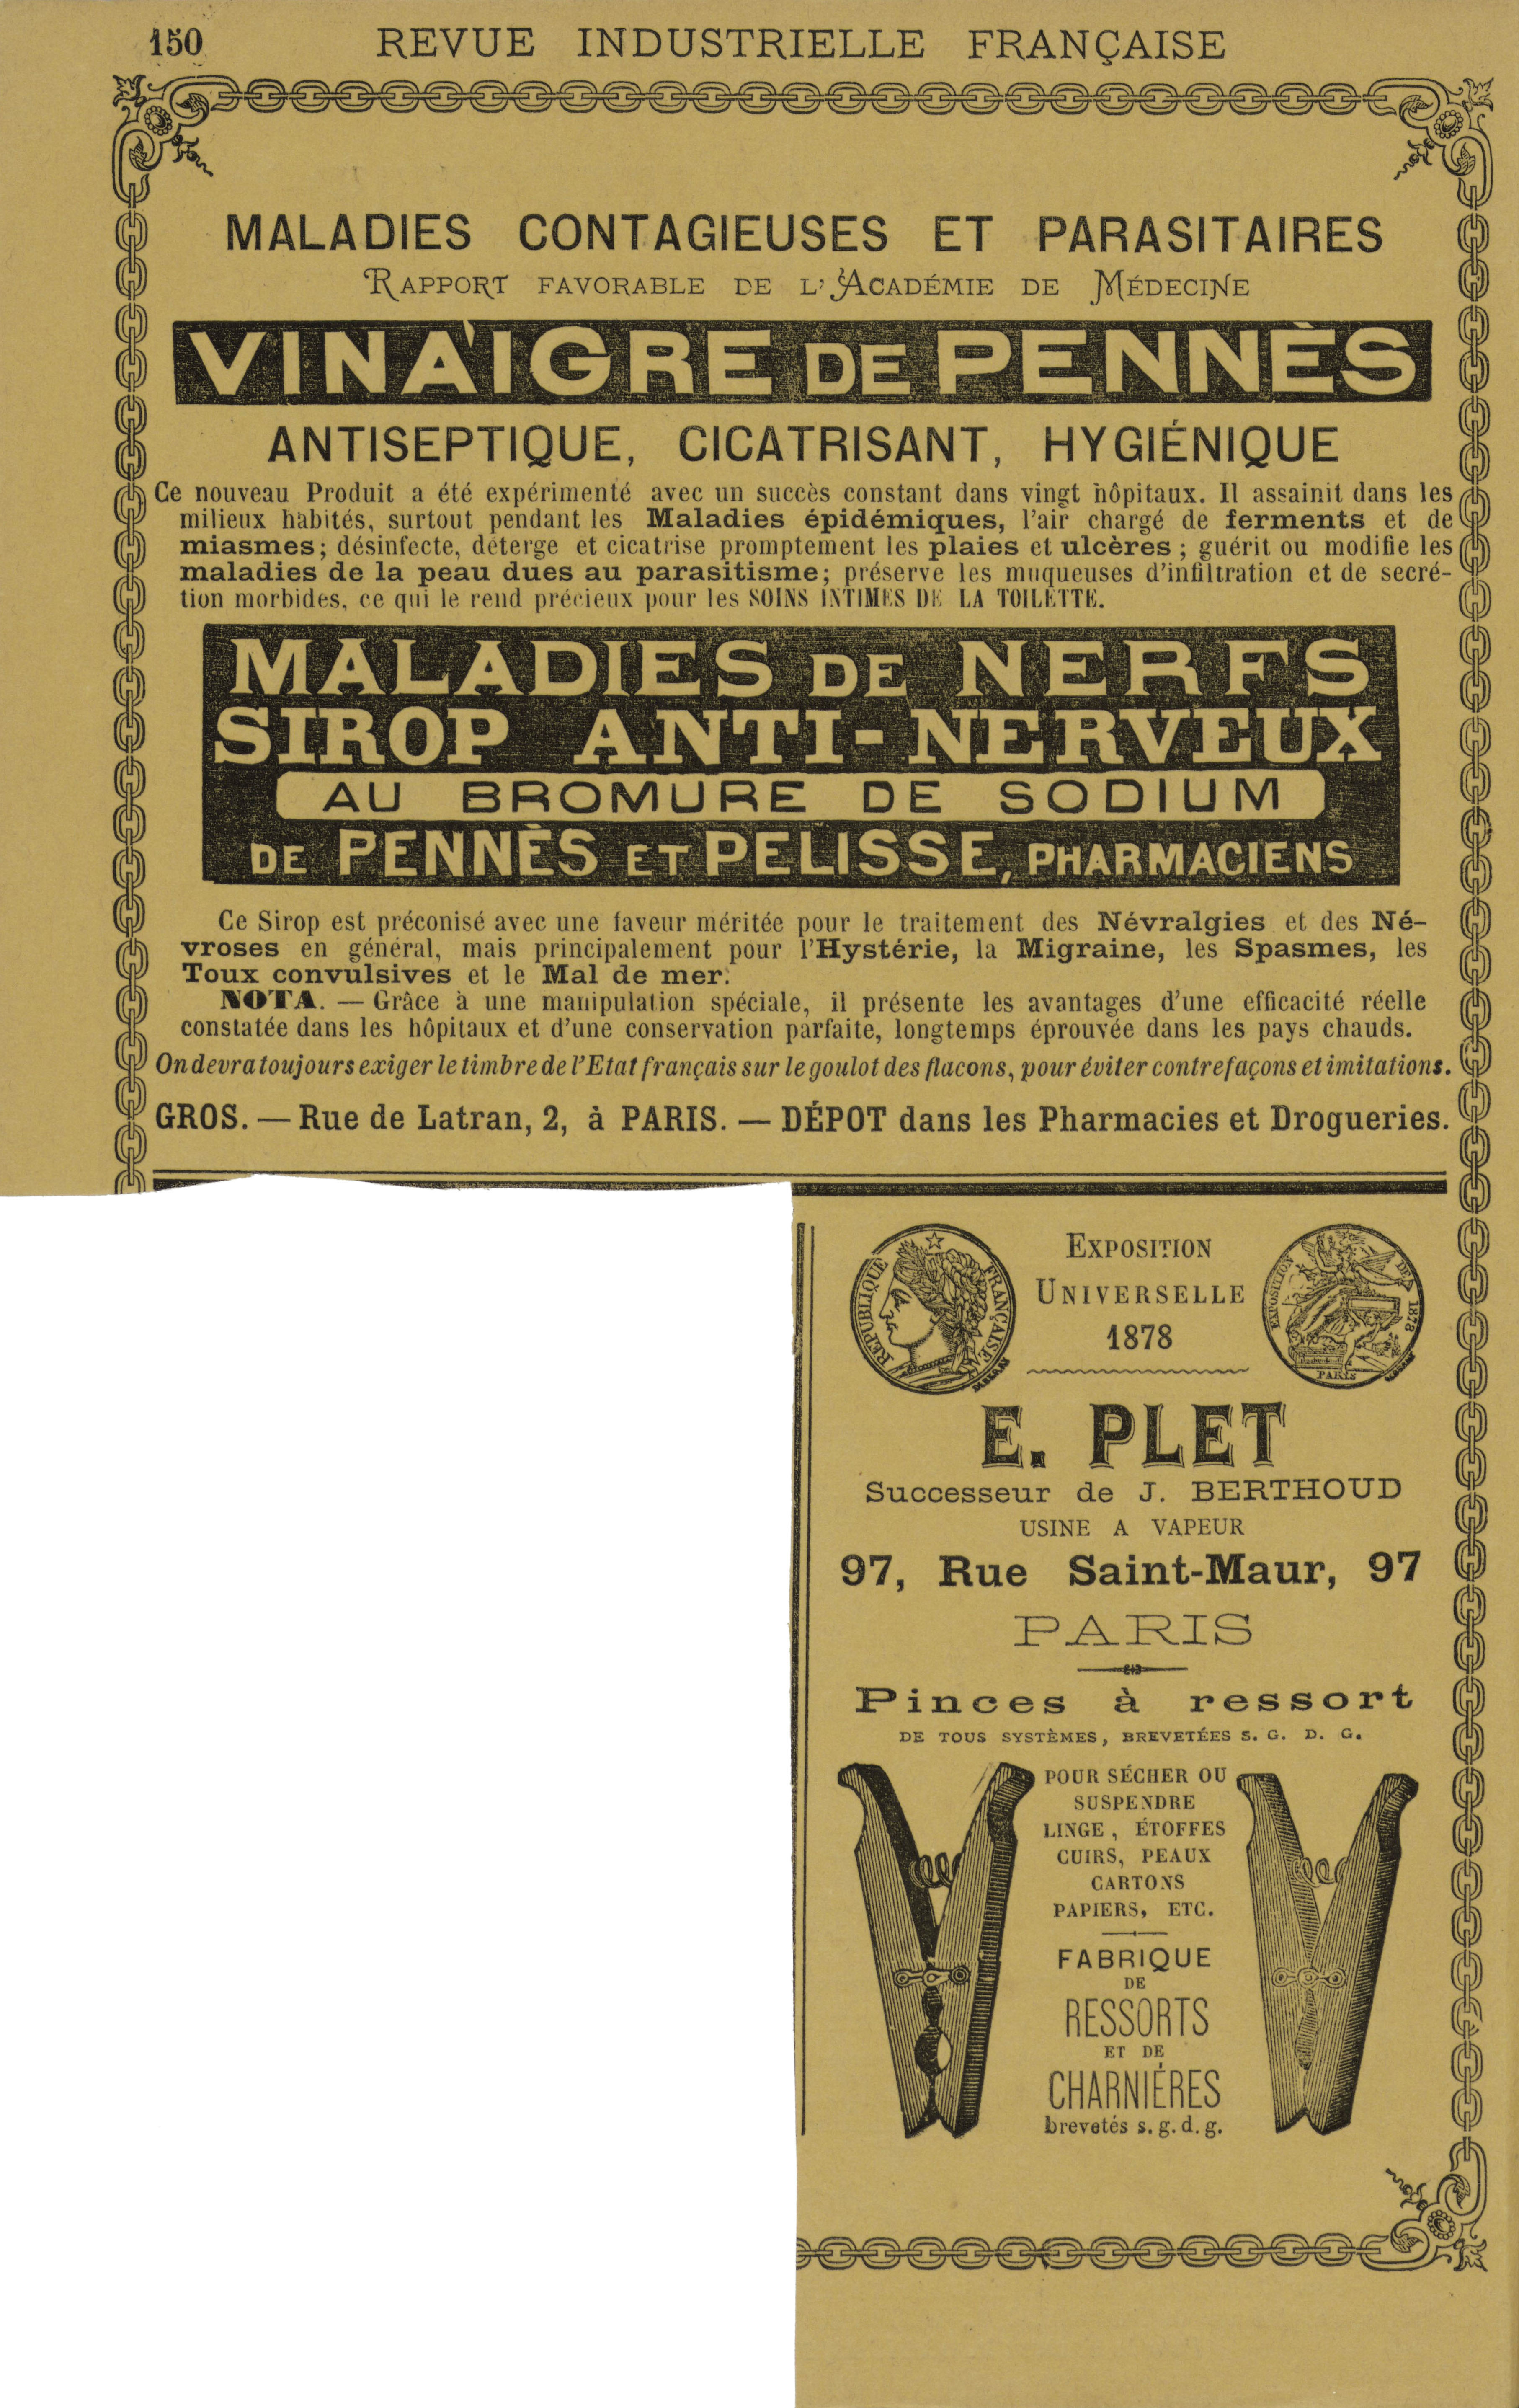 150 REVUE INDUSTRIELLE FRANÇAISE
MALADIES CONTAGIEUSES ET PARASITAIRES
RAPPORT FAVORABLE DE L'ACADÉMIE DE MÉDECINE
VINAIGRE DE PENNÈS
ANTISEPTIQUE, CICATRISANT, HYGIÉNIQUE
Ce nouveau Produit a été expérimenté avec un succès constant dans vingt hôpitaux. Il assainit dans les
milieux habités, surtout pendant les Maladies épidémiques, l'air chargé de ferments et de
miasmes; désinfecte, déterge et cicatrise promptement les plaies et ulcères; guérit ou modifie les
maladies de la peau dues au parasitisme; préserve les muqueuses d'infiltration et de secré-
tion morbides, ce qui le rend précieux pour les SOINS INTIMES DE LA TOILETTE.
MALADIES DE NERFS
SIROP ANTI-NERVEUX
AU BROMURE DE SODIUM
DE PENNÈS ET PELISSE, PHARMACIENS
Ce Sirop est préconisé avec une faveur méritée pour le traitement des Névralgies et des Né-
vroses en général, mais principalement pour l'Hystérie, la Migraine, les Spasmes, les
Toux convulsives et le Mal de mer.
NOTA. — Grâce à une manipulation spéciale, il présente les avantages d'une efficacité réelle
constatée dans les hôpitaux et d'une conservation parfaite, longtemps éprouvée dans les pays chauds.
On devra toujours exiger le timbre de l'Etat français sur le goulot des flacons, pour éviter contrefaçons et imitations.
GROS. — Rue de Latran, 2, à PARIS. — DÉPOT dans les Pharmacies et Drogueries.
REPUBLIQUE FRANÇAISE
EXPOSITION
UNIVERSELLE
1878
EXPOSITION DE 1878
PARIS
E. PLET
Successeur de J. BERTHOUD
USINE A VAPEUR
97, Rue Saint-Maur, 97
PARIS
Pinces à ressort
DE TOUS SYSTÈMES, BREVETÉES S. G. D. G.
POUR SÉCHER OU
SUSPENDRE
LINGE, ÉTOFFES
CUIRS, PEAUX
CARTONS
PAPIERS, ETC.
FABRIQUE
DE
RESSORTS
ET DE
CHARNIÉRES
brevetés s. g. d. g.